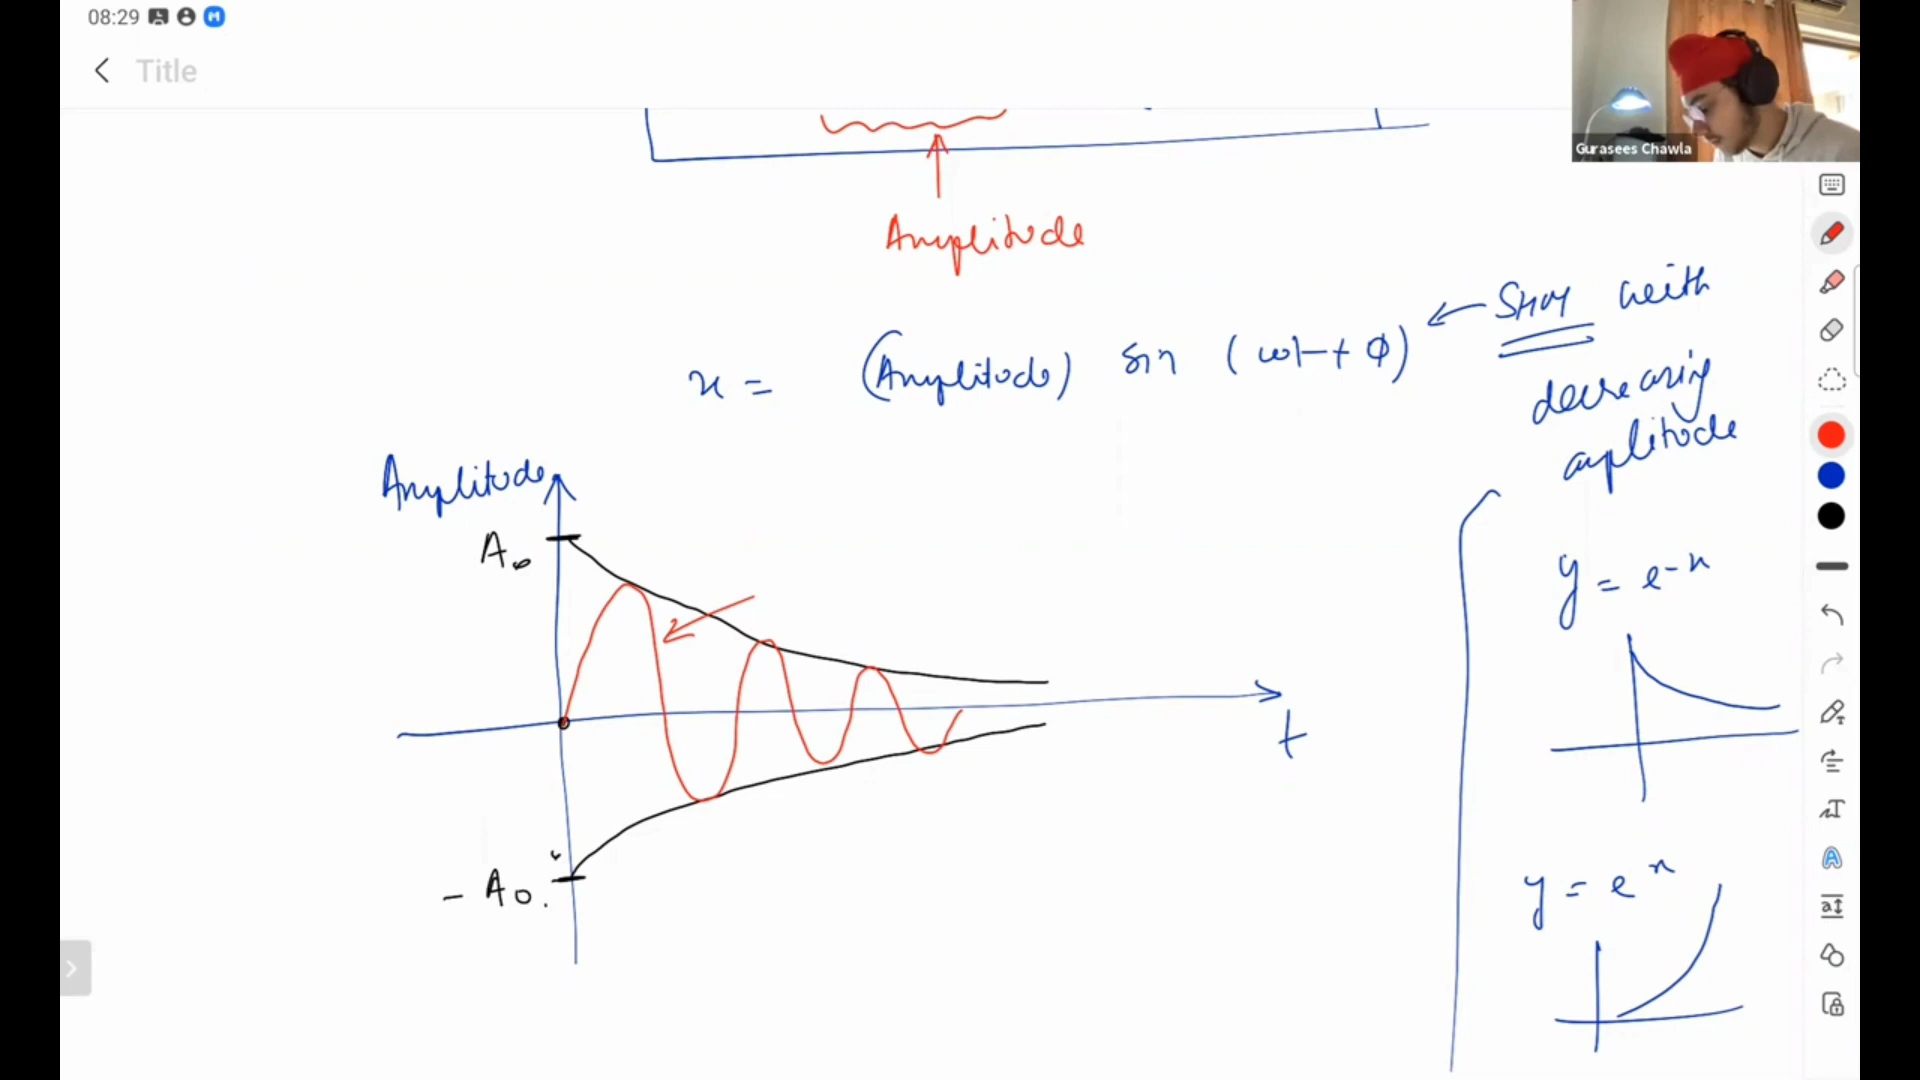 08:29
Title
Gurasees Chawla
Amplitude
x = (Amplitude) sin (ωt + φ) ← SHM with
decreasing
amplitude
Amplitude
A₀
y = e-x
t
y = e^x
- A₀.